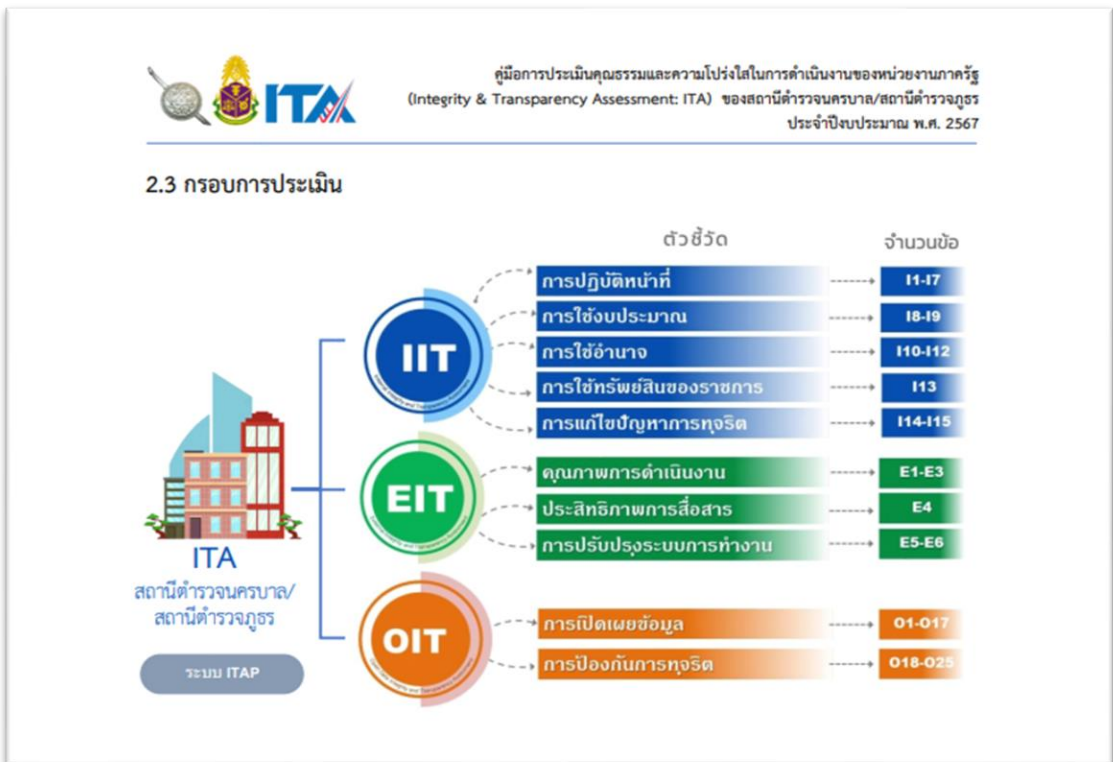 ITA
คู่มือการประเมินคุณธรรมและความโปร่งใสในการดำเนินงานของหน่วยงานภาครัฐ
(Integrity & Transparency Assessment: ITA) ของสถานีตำรวจนครบาล/สถานีตำรวจภูธร
ประจำปีงบประมาณ พ.ศ. 2567
2.3 กรอบการประเมิน
ตัวชี้วัด
จำนวนข้อ
IIT
การปฏิบัติหน้าที่
I1-I7
การใช้งบประมาณ
I8-I9
การใช้อำนาจ
I10-I12
การใช้ทรัพย์สินของราชการ
I13
การแก้ไขปัญหาการทุจริต
I14-I15
EIT
คุณภาพการดำเนินงาน
E1-E3
ประสิทธิภาพการสื่อสาร
E4
การปรับปรุงระบบการทำงาน
E5-E6
OIT
การเปิดเผยข้อมูล
O1-O17
การป้องกันการทุจริต
O18-O25
ITA
สถานีตำรวจนครบาล/
สถานีตำรวจภูธร
ระบบ ITAP